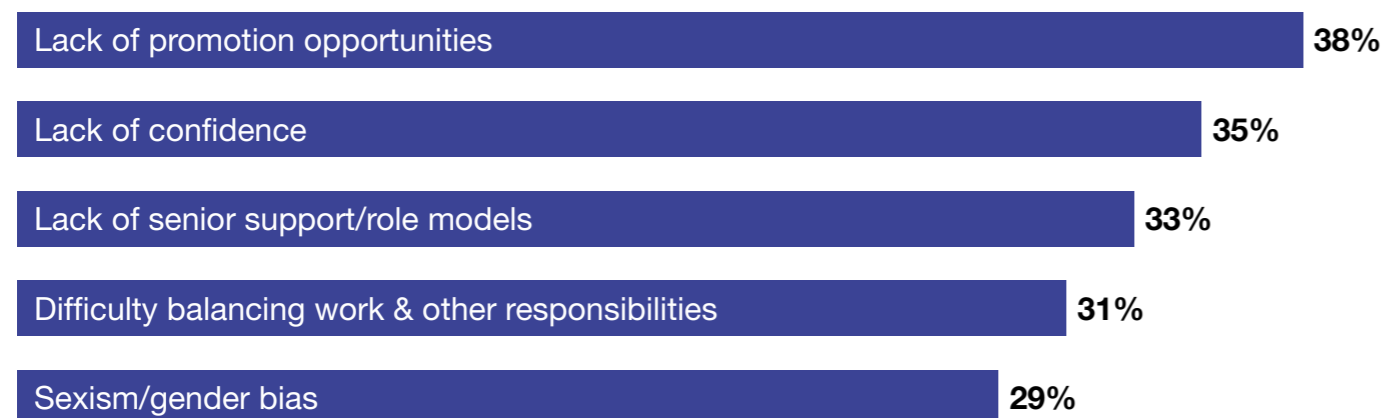 Lack of promotion opportunities 38%
Lack of confidence 35%
Lack of senior support/role models 33%
Difficulty balancing work & other responsibilities 31%
Sexism/gender bias 29%